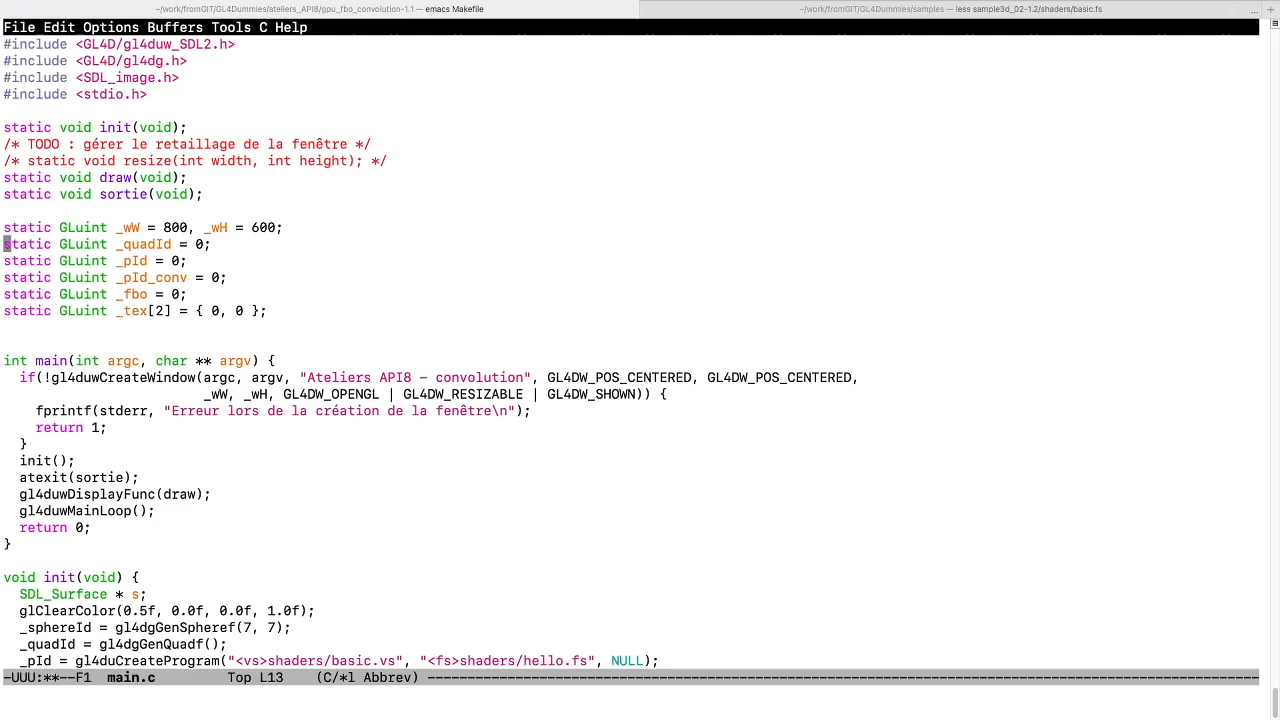 ~/work/fromGIT/GL4Dummies/ateliers_API8/gpu_fbo_convolution-1.1 — emacs Makefile
~/work/fromGIT/GL4Dummies/samples — less sample3d_02-1.2/shaders/basic.fs
... +
File Edit Options Buffers Tools C Help
#include <GL4D/gl4duw_SDL2.h>
#include <GL4D/gl4dg.h>
#include <SDL_image.h>
#include <stdio.h>

static void init(void);
/* TODO : gérer le retaillage de la fenêtre */
/* static void resize(int width, int height); */
static void draw(void);
static void sortie(void);

static GLuint _wW = 800, _wH = 600;
static GLuint _quadId = 0;
static GLuint _pId = 0;
static GLuint _pId_conv = 0;
static GLuint _fbo = 0;
static GLuint _tex[2] = { 0, 0 };

int main(int argc, char ** argv) {
  if(!gl4duwCreateWindow(argc, argv, "Ateliers API8 - convolution", GL4DW_POS_CENTERED, GL4DW_POS_CENTERED,
                         _wW, _wH, GL4DW_OPENGL | GL4DW_RESIZABLE | GL4DW_SHOWN)) {
    fprintf(stderr, "Erreur lors de la création de la fenêtre\n");
    return 1;
  }
  init();
  atexit(sortie);
  gl4duwDisplayFunc(draw);
  gl4duwMainLoop();
  return 0;
}

void init(void) {
  SDL_Surface * s;
  glClearColor(0.5f, 0.0f, 0.0f, 1.0f);
  _sphereId = gl4dgGenSpheref(7, 7);
  _quadId = gl4dgGenQuadf();
  _pId = gl4duCreateProgram("<vs>shaders/basic.vs", "<fs>shaders/hello.fs", NULL);
-UUU:**--F1  main.c         Top L13    (C/*l Abbrev) ----------------------------------------------------------------------------------------------------------